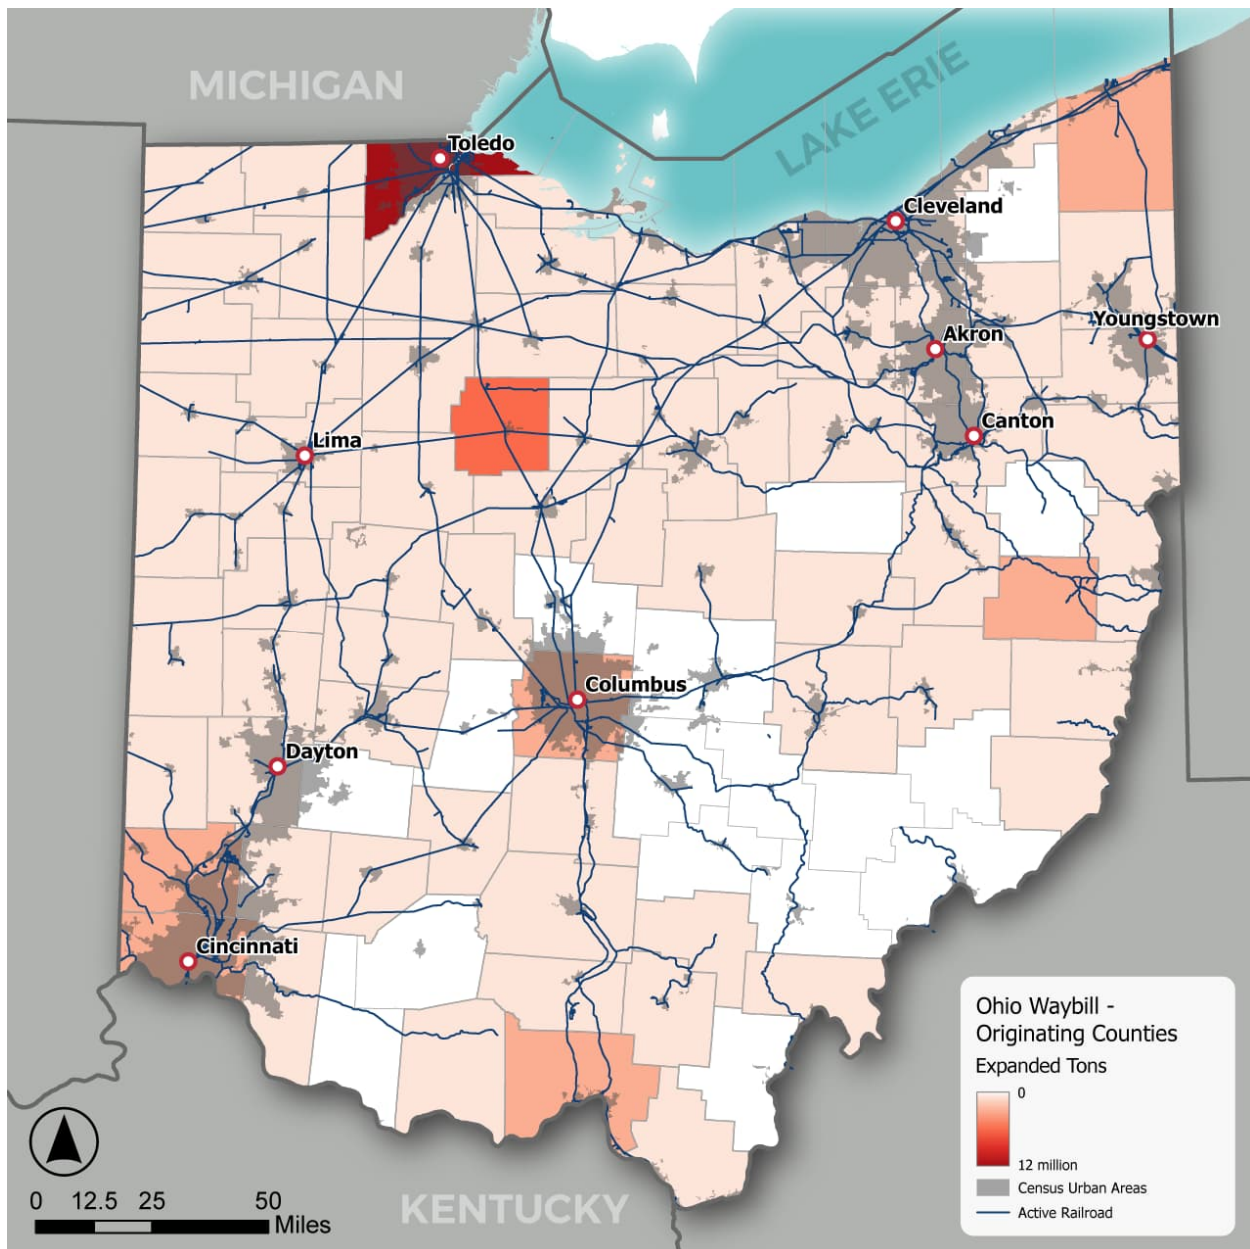 MICHIGAN
LAKE ERIE
Toledo
Cleveland
Youngstown
Akron
Canton
Lima
Columbus
Dayton
Cincinnati
KENTUCKY
0 12.5 25 50
Miles
Ohio Waybill -
Originating Counties
Expanded Tons
0
12 million
Census Urban Areas
Active Railroad